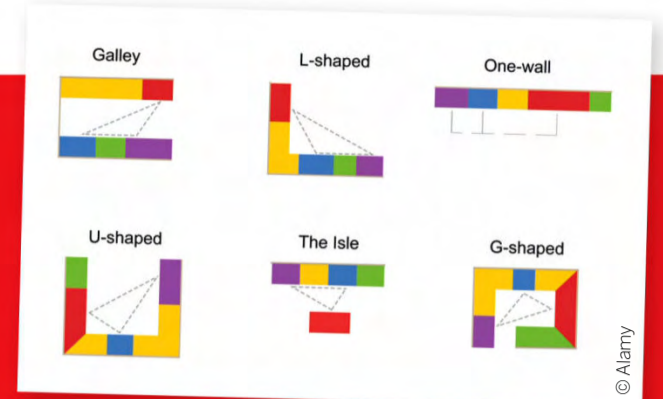 Galley
L-shaped
One-wall
U-shaped
The Isle
G-shaped
© Alamy